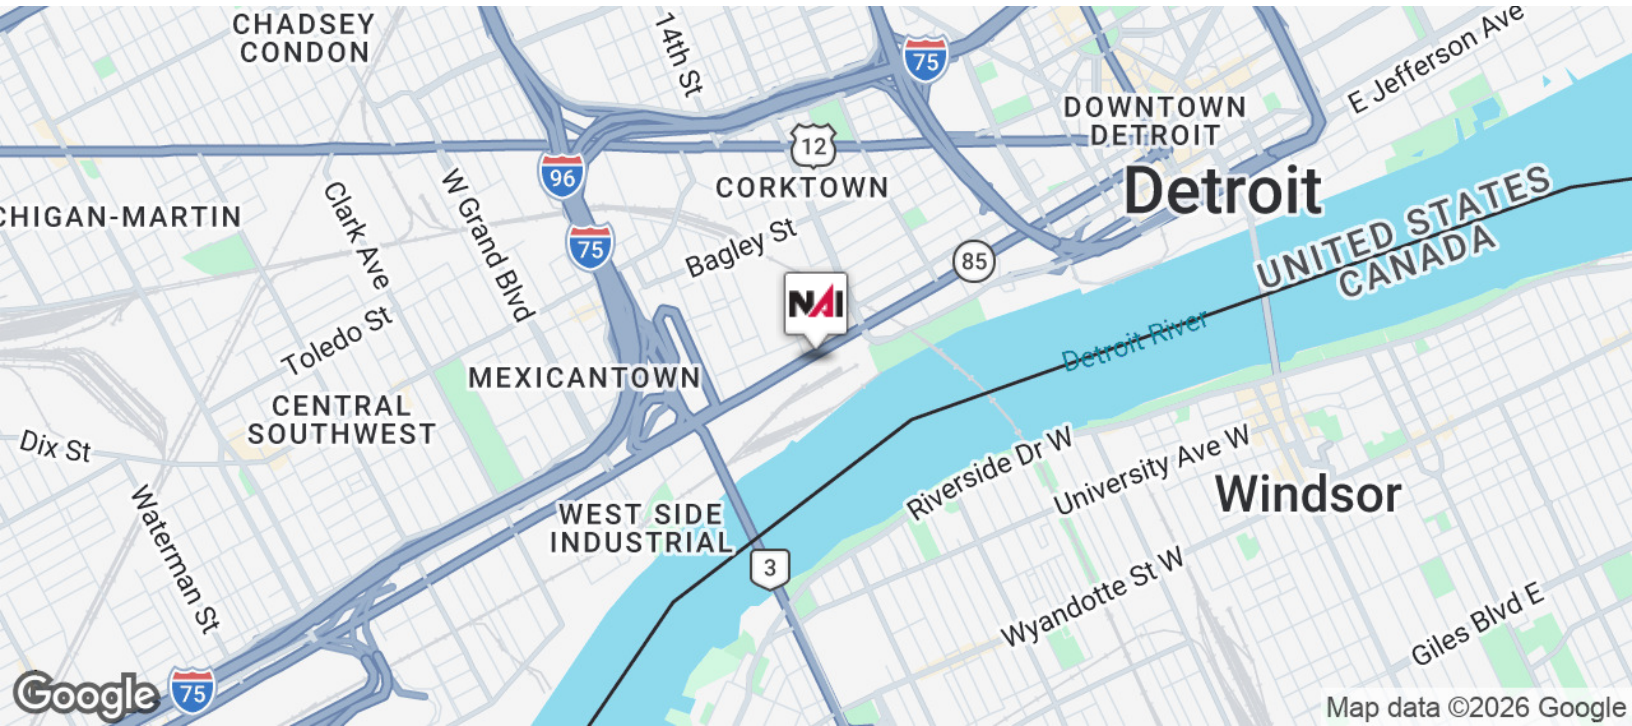 CHADSEY
CONDON
14th St
75
E Jefferson Ave
DOWNTOWN
DETROIT
12
96
CORKTOWN
Detroit
CHIGAN-MARTIN
Clark Ave
W Grand Blvd
75
Bagley St
85
UNITED STATES
CANADA
NAI
Toledo St
Detroit River
MEXICANTOWN
CENTRAL
SOUTHWEST
Dix St
Riverside Dr W
University Ave W
Windsor
Waterman St
WEST SIDE
INDUSTRIAL
3
Wyandotte St W
Giles Blvd E
Google
75
Map data ©2026 Google